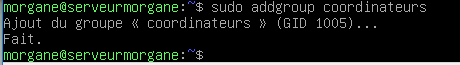 morgane@serveurmorgane:~$ sudo addgroup coordinateurs
Ajout du groupe « coordinateurs » (GID 1005)...
Fait.
morgane@serveurmorgane:~$